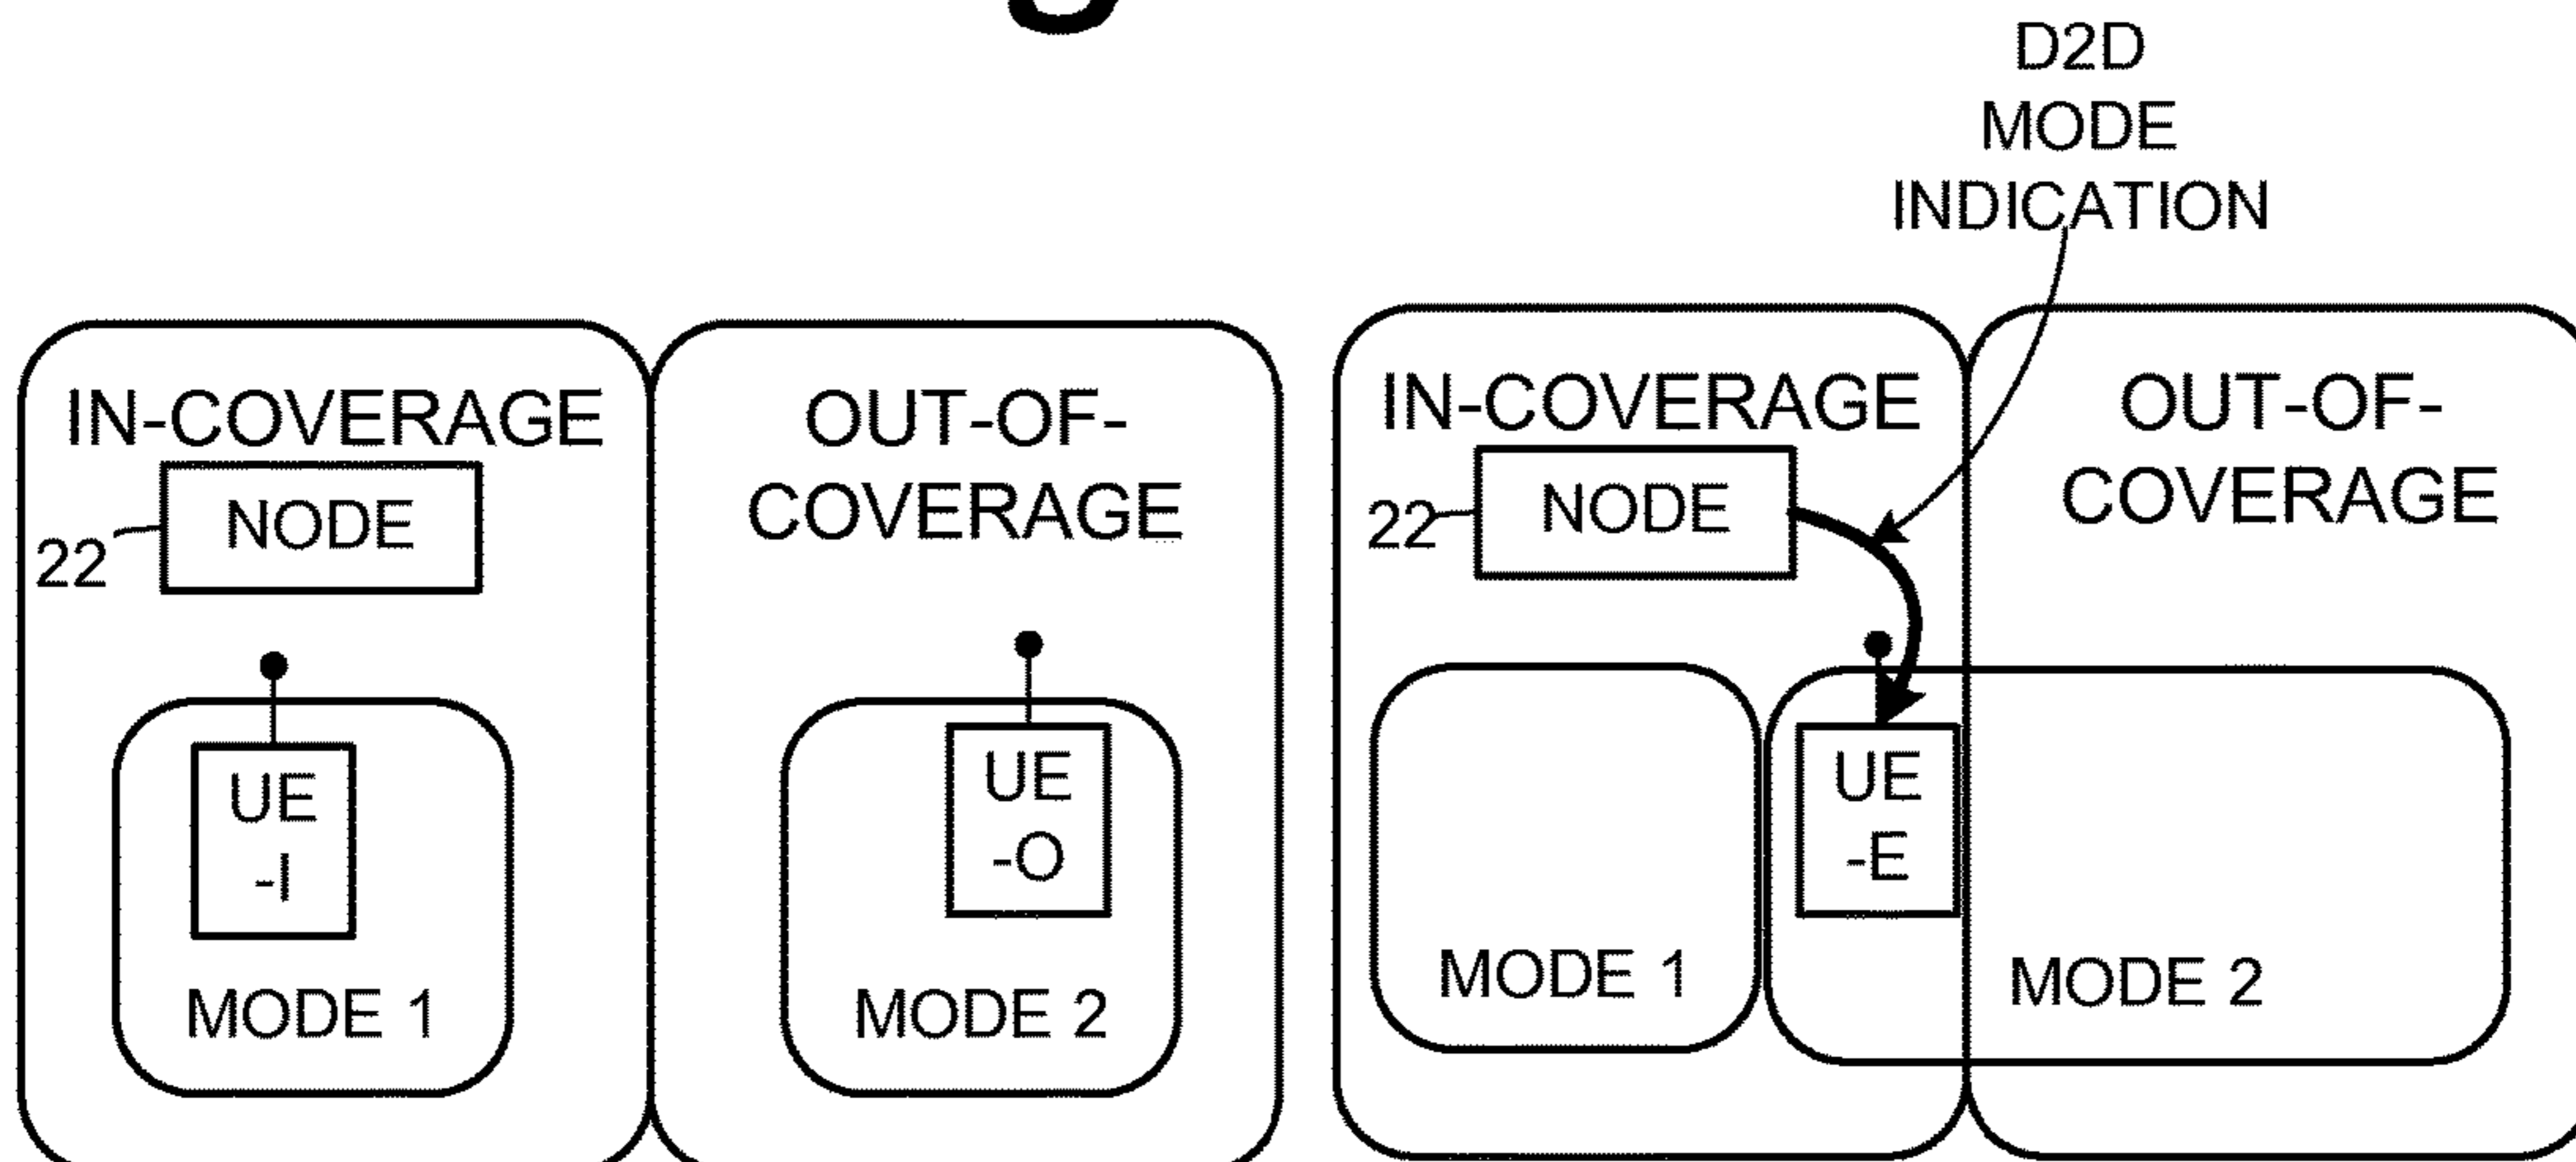 D2D
MODE
INDICATION
IN-COVERAGE
NODE
22
UE
-I
MODE 1
OUT-OF-
COVERAGE
UE
-O
MODE 2
IN-COVERAGE
NODE
22
MODE 1
UE
-E
OUT-OF-
COVERAGE
MODE 2